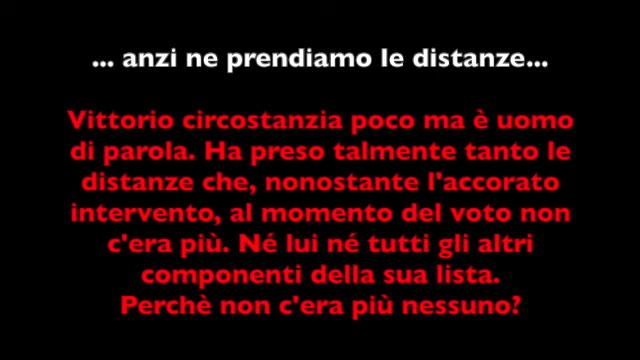 ... anzi ne prendiamo le distanze...
Vittorio circostanzia poco ma è uomo
di parola. Ha preso talmente tanto le
distanze che, nonostante l'accorato
intervento, al momento del voto non
c'era più. Né lui né tutti gli altri
componenti della sua lista.
Perchè non c'era più nessuno?